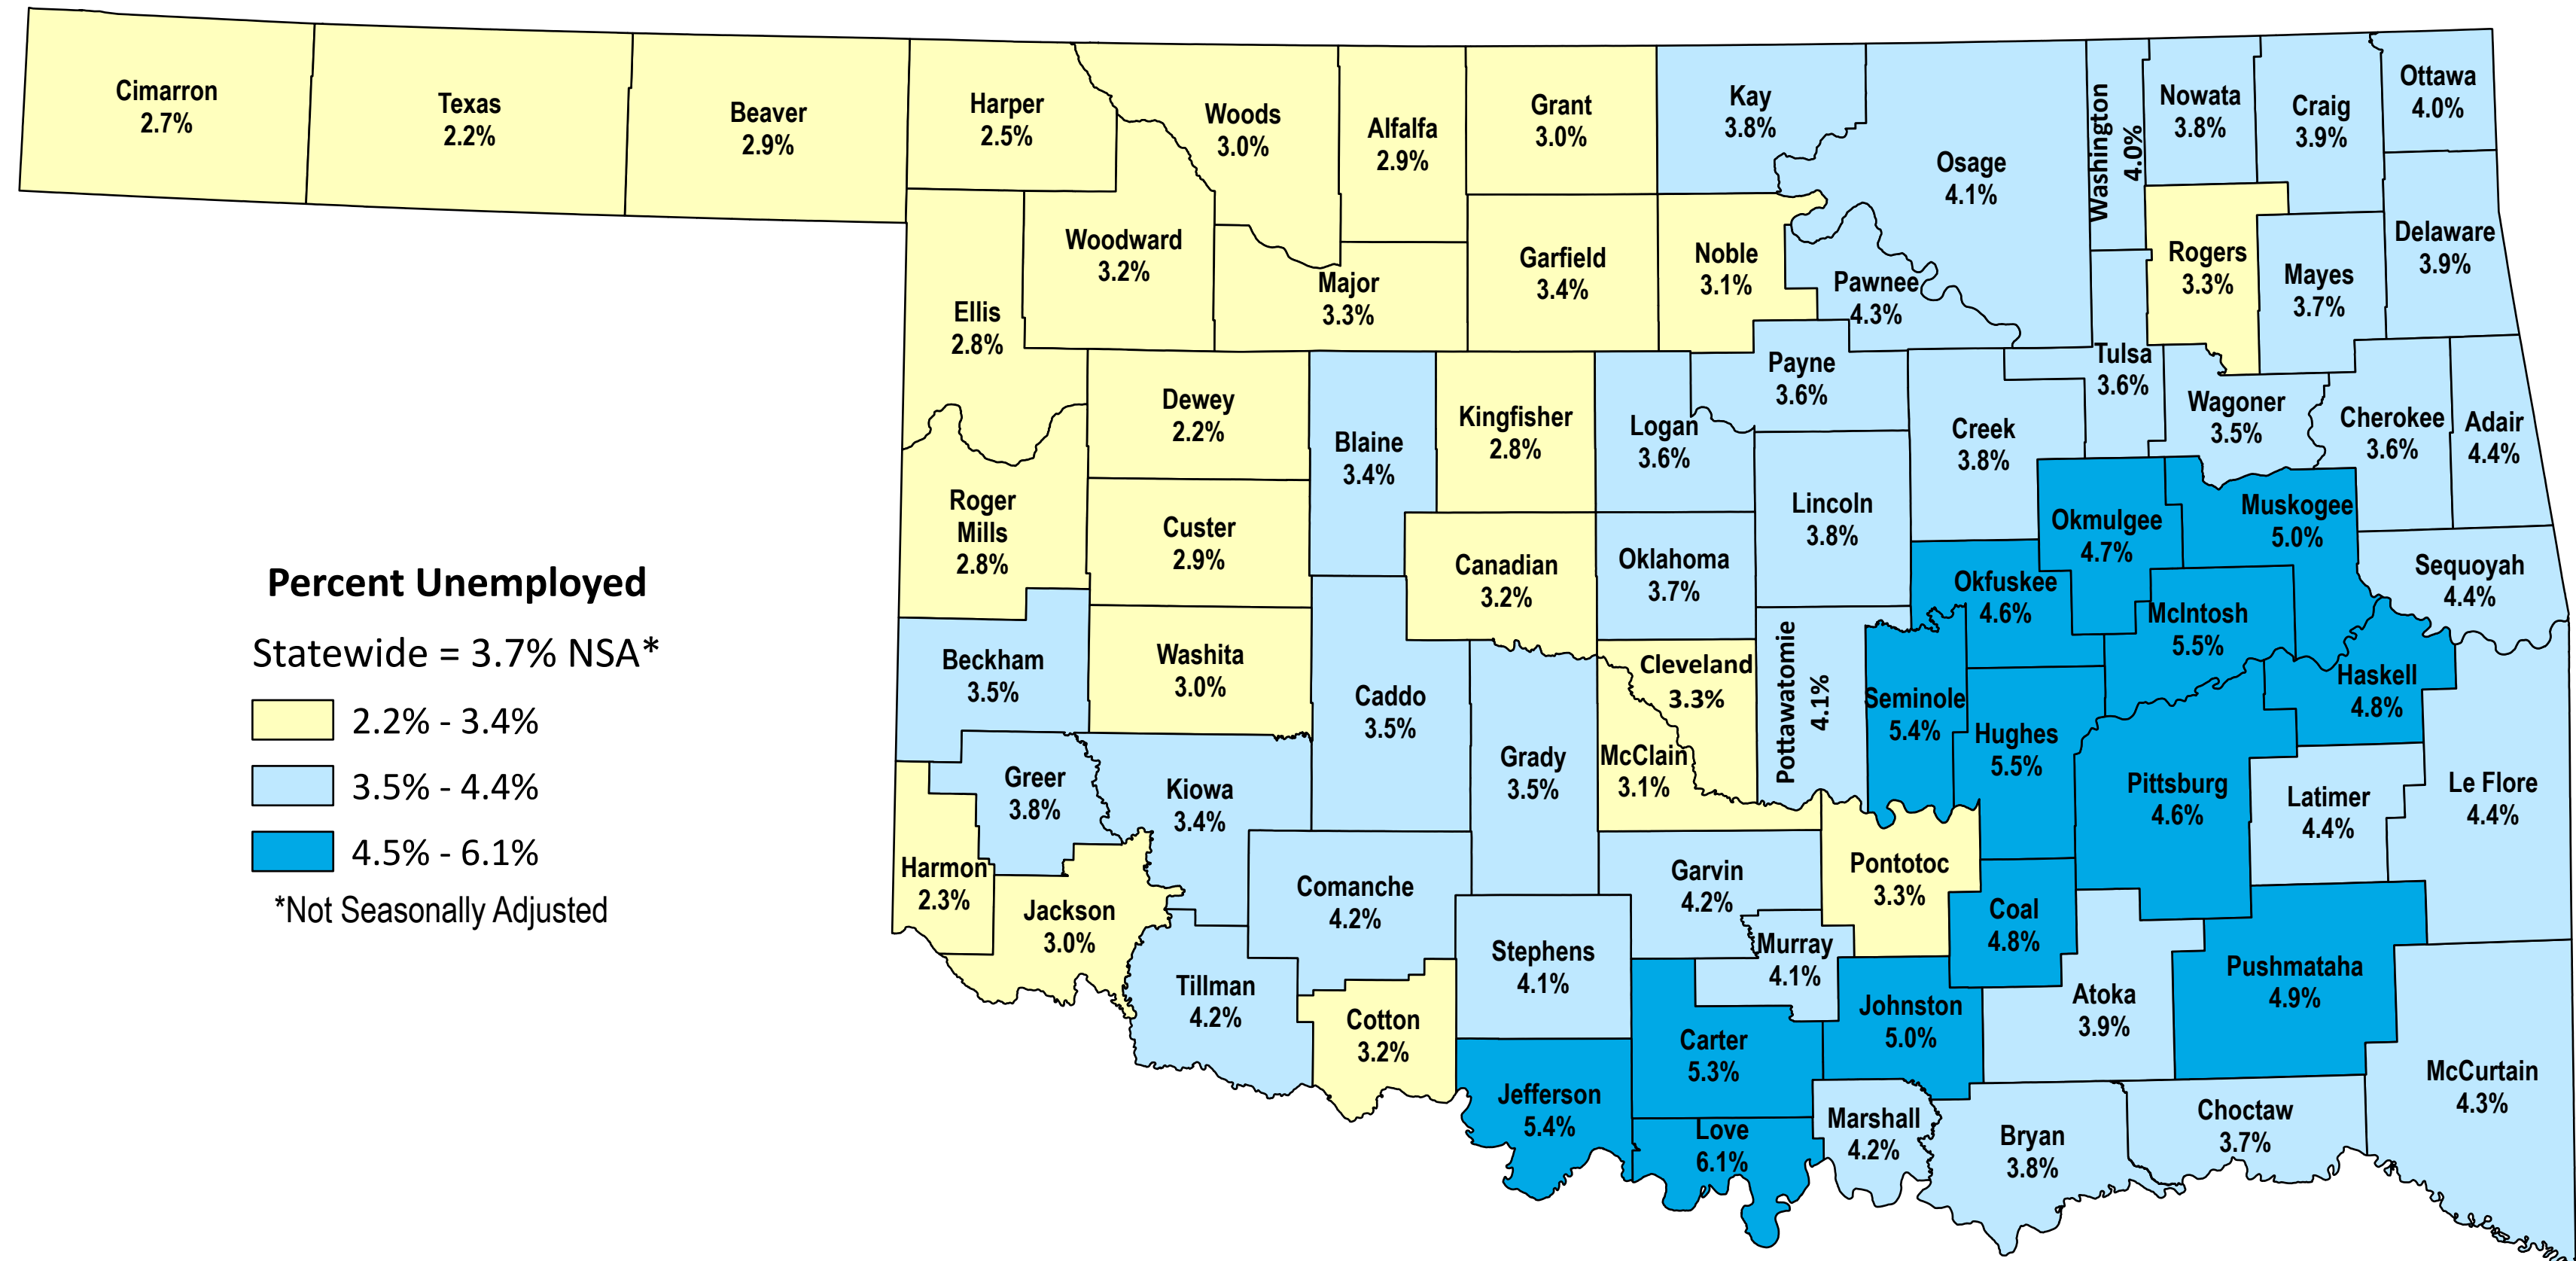 Cimarron
2.7%
Texas
2.2%
Beaver
2.9%
Harper
2.5%
Woods
3.0%
Alfalfa
2.9%
Grant
3.0%
Kay
3.8%
Osage
4.1%
Washington
4.0%
Nowata
3.8%
Craig
3.9%
Ottawa
4.0%
Ellis
2.8%
Woodward
3.2%
Major
3.3%
Garfield
3.4%
Noble
3.1%
Pawnee
4.3%
Rogers
3.3%
Mayes
3.7%
Delaware
3.9%
Dewey
2.2%
Blaine
3.4%
Kingfisher
2.8%
Logan
3.6%
Payne
3.6%
Creek
3.8%
Tulsa
3.6%
Wagoner
3.5%
Cherokee
3.6%
Adair
4.4%
Roger
Mills
2.8%
Custer
2.9%
Canadian
3.2%
Oklahoma
3.7%
Lincoln
3.8%
Okfuskee
4.6%
Okmulgee
4.7%
Muskogee
5.0%
McIntosh
5.5%
Sequoyah
4.4%
Percent Unemployed
Statewide = 3.7% NSA*
2.2% - 3.4%
3.5% - 4.4%
4.5% - 6.1%
*Not Seasonally Adjusted
Beckham
3.5%
Washita
3.0%
Caddo
3.5%
Grady
3.5%
Cleveland
3.3%
McClain
3.1%
Pottawatomie
4.1%
Seminole
5.4%
Hughes
5.5%
Pittsburg
4.6%
Haskell
4.8%
Latimer
4.4%
Le Flore
4.4%
Harmon
2.3%
Greer
3.8%
Kiowa
3.4%
Jackson
3.0%
Comanche
4.2%
Garvin
4.2%
Pontotoc
3.3%
Coal
4.8%
Tillman
4.2%
Cotton
3.2%
Stephens
4.1%
Murray
4.1%
Carter
5.3%
Johnston
5.0%
Atoka
3.9%
Pushmataha
4.9%
McCurtain
4.3%
Jefferson
5.4%
Love
6.1%
Marshall
4.2%
Bryan
3.8%
Choctaw
3.7%